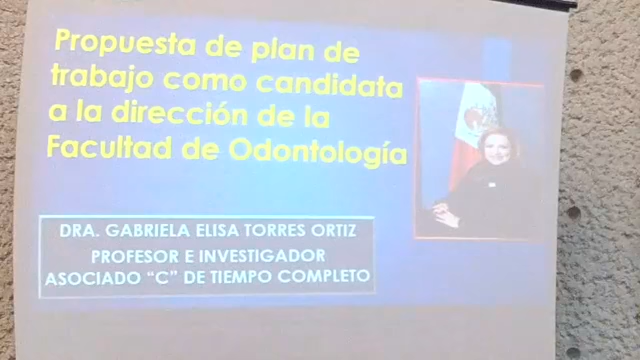 Propuesta de plan de
trabajo como candidata
a la dirección de la
Facultad de Odontología
DRA. GABRIELA ELISA TORRES ORTIZ
PROFESOR E INVESTIGADOR
ASOCIADO “C” DE TIEMPO COMPLETO